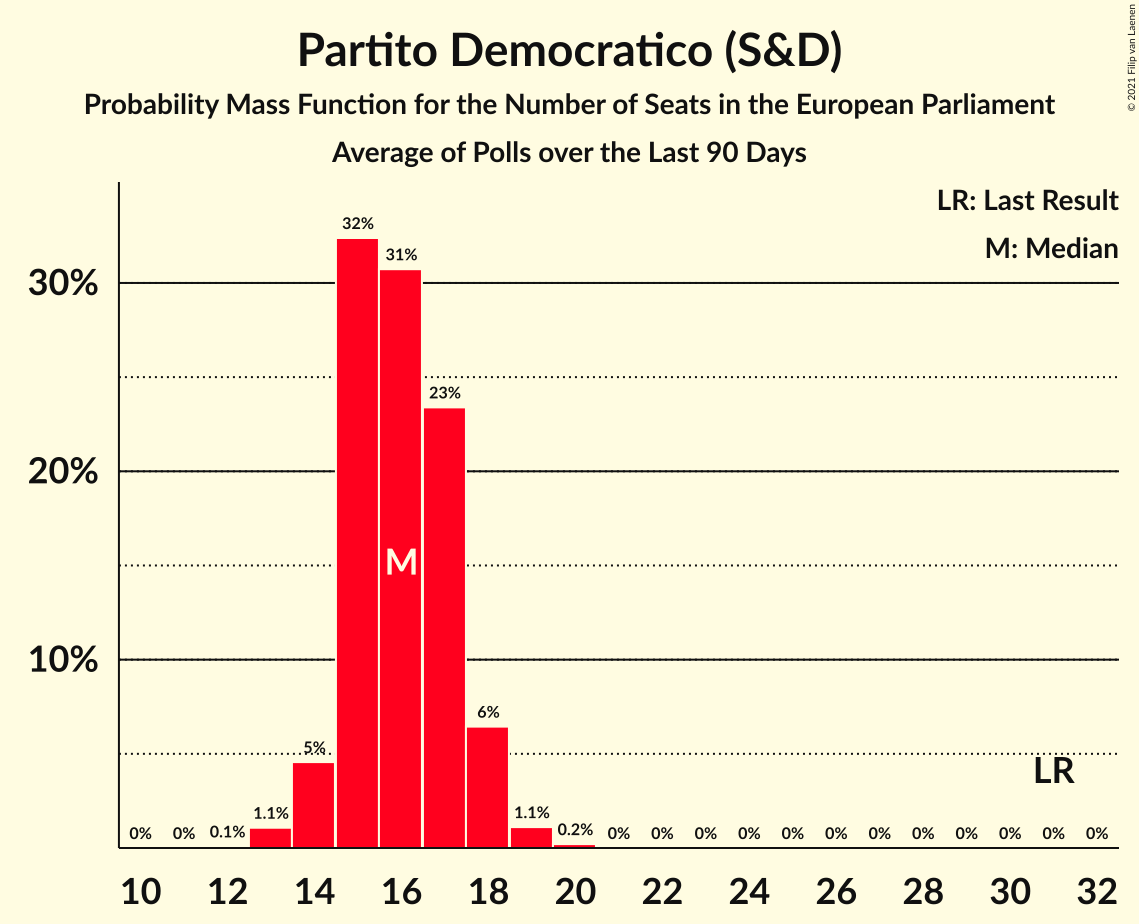 Partito Democratico (S&D)
Probability Mass Function for the Number of Seats in the European Parliament
Average of Polls over the Last 90 Days
© 2021 Filip van Laenen
LR: Last Result
M: Median
30%
20%
10%
0% 0% 0.1% 1.1% 5% 32% 31% 23% 6% 1.1% 0.2% 0% 0% 0% 0% 0% 0% 0% 0% 0% 0% 0% 0%
M
LR
10 12 14 16 18 20 22 24 26 28 30 32